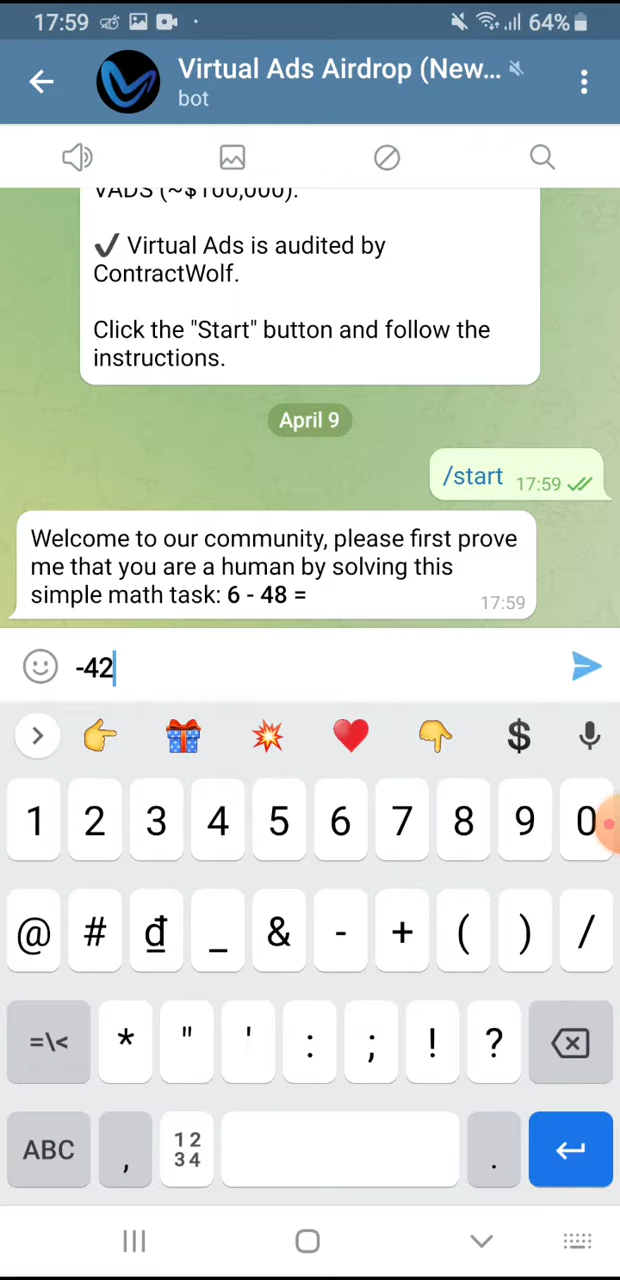 17:59 64%
Virtual Ads Airdrop (New...
bot
VADS (~$100,000).
✔ Virtual Ads is audited by
ContractWolf.
Click the "Start" button and follow the
instructions.
April 9
/start 17:59
Welcome to our community, please first prove
me that you are a human by solving this
simple math task: 6 - 48 =
17:59
-42
$
1 2 3 4 5 6 7 8 9 0
@ # đ _ & - + ( ) /
=\< * " ' : ; ! ?
ABC , 12 .
34